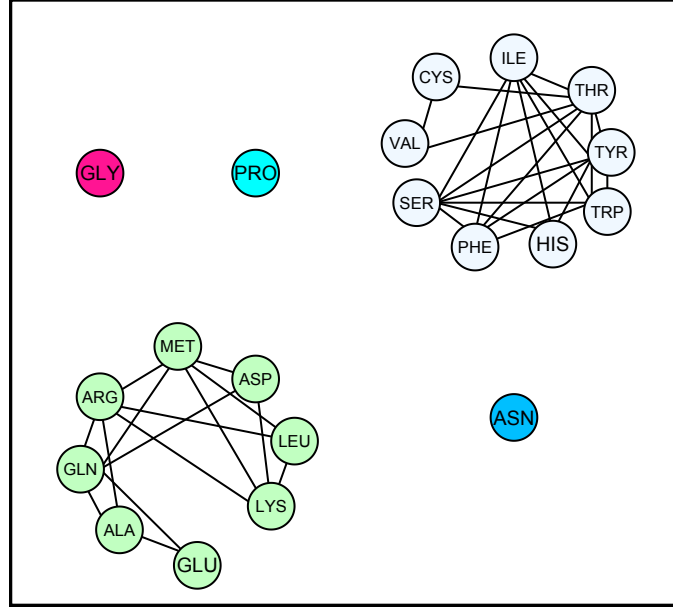 ILE
CYS
THR
VAL
TYR
GLY
PRO
SER
TRP
PHE
HIS
MET
ASP
ARG
ASN
LEU
GLN
LYS
ALA
GLU